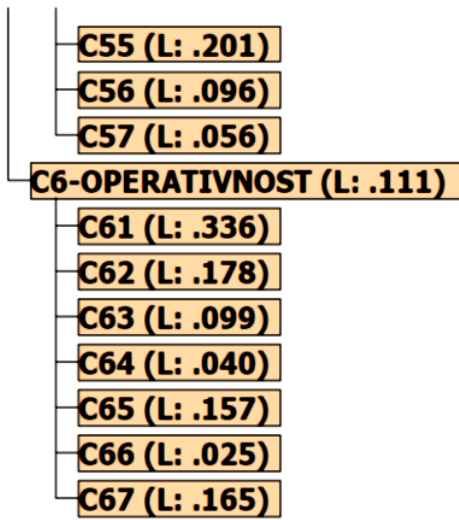 C55 (L: .201)
C56 (L: .096)
C57 (L: .056)
C6-OPERATIVNOST (L: .111)
C61 (L: .336)
C62 (L: .178)
C63 (L: .099)
C64 (L: .040)
C65 (L: .157)
C66 (L: .025)
C67 (L: .165)